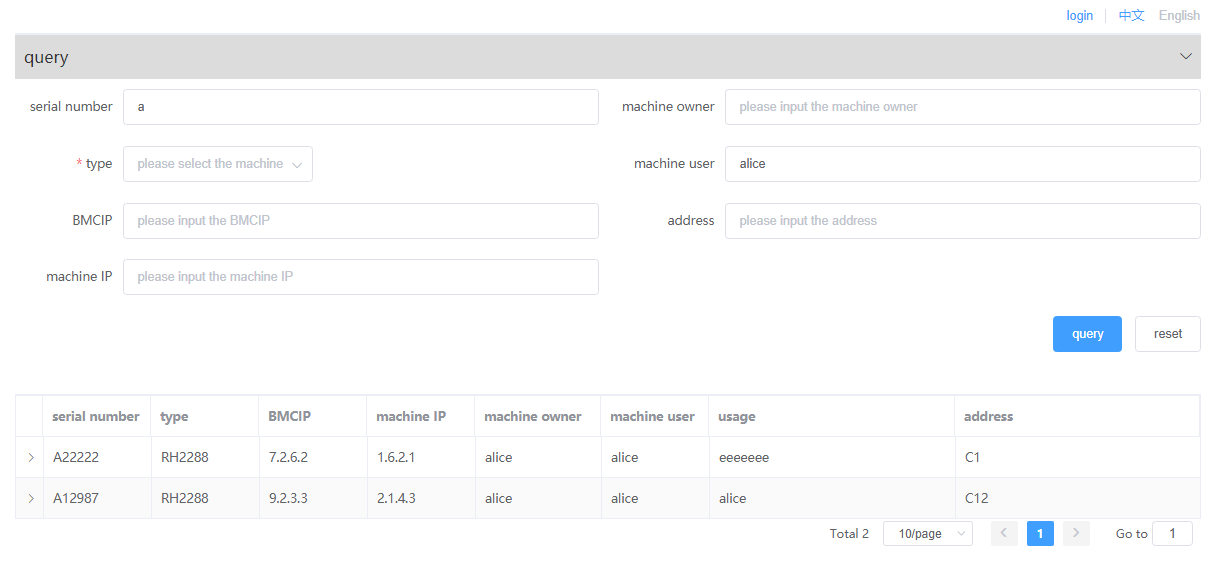 login 中文 English
query
serial number a machine owner please input the machine owner
* type please select the machine machine user alice
BMCIP please input the BMCIP address please input the address
machine IP please input the machine IP
query reset
serial number type BMCIP machine IP machine owner machine user usage address
A22222 RH2288 7.2.6.2 1.6.2.1 alice alice eeeeeee C1
A12987 RH2288 9.2.3.3 2.1.4.3 alice alice alice C12
Total 2 10/page 1 Go to 1